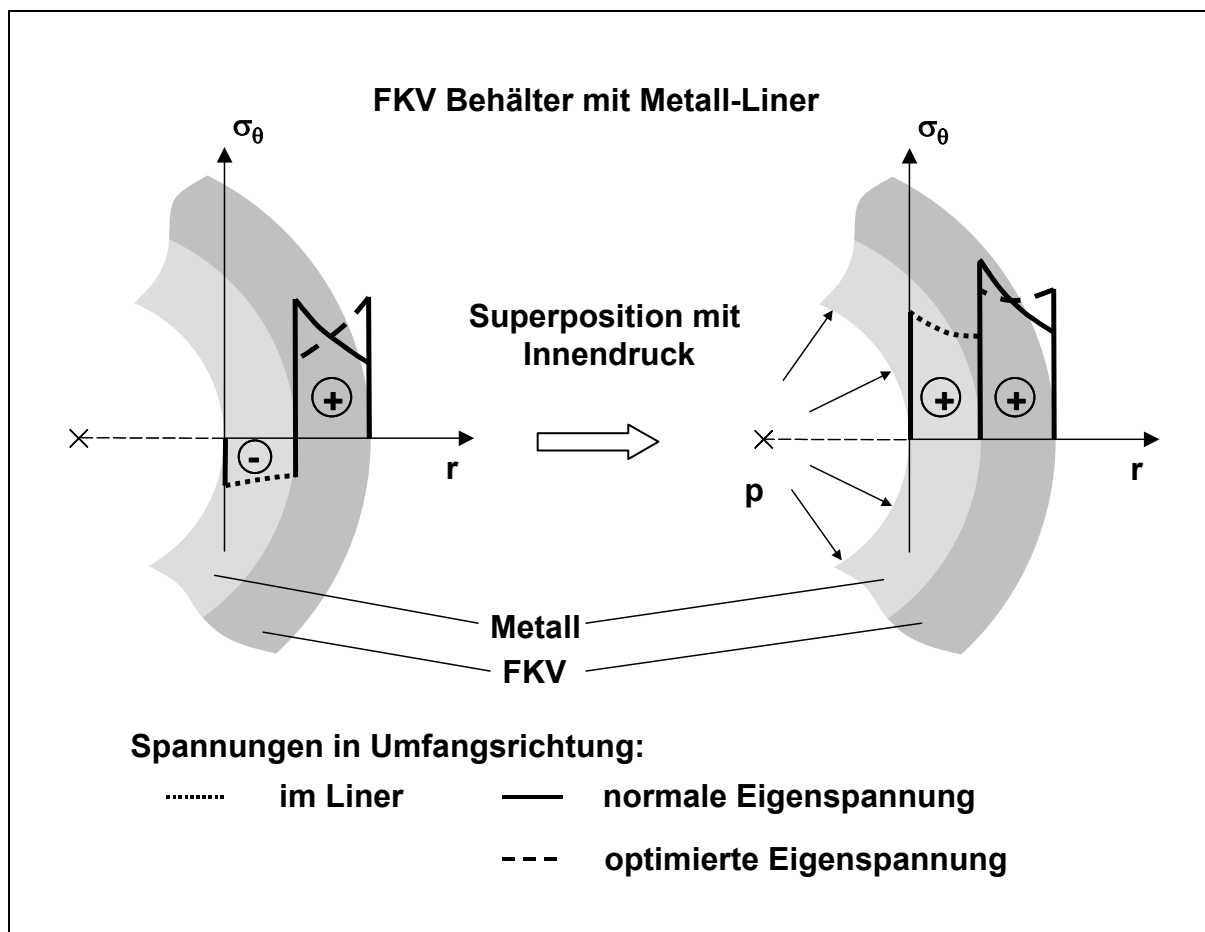 FKV Behälter mit Metall-Liner
σθ
σθ
Superposition mit
Innendruck
+
+
+
-
r
p
r
Metall
FKV
Spannungen in Umfangsrichtung:
im Liner
normale Eigenspannung
optimierte Eigenspannung